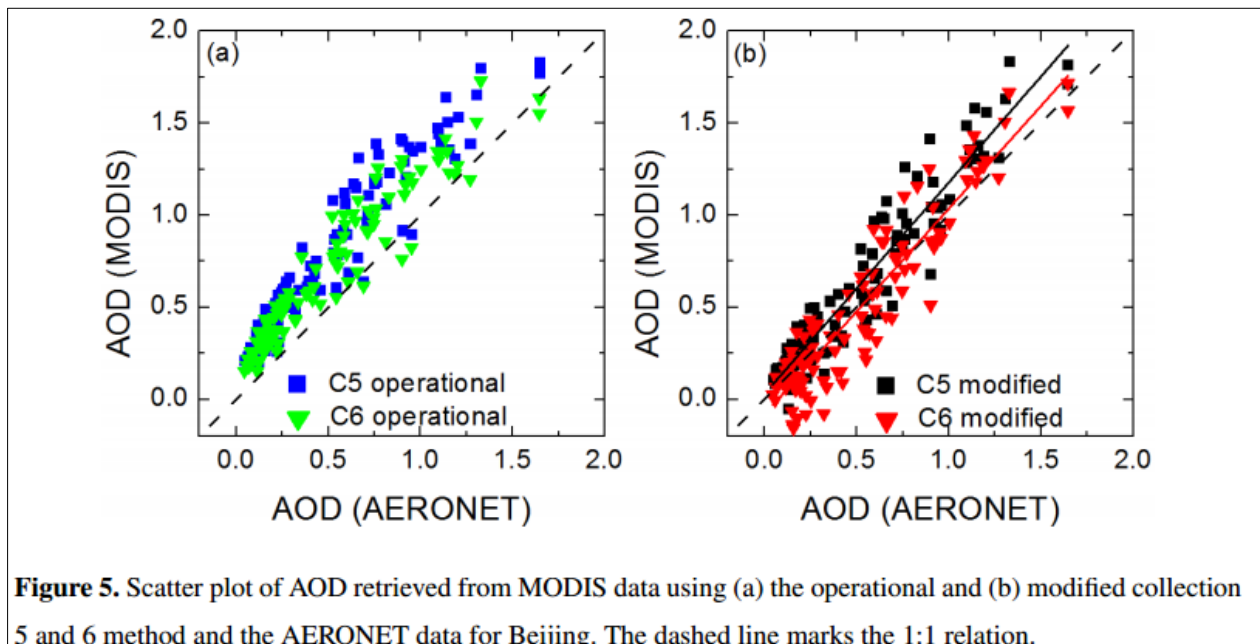 (a)
2.0
1.5
1.0
0.5
0.0
AOD (MODIS)
C5 operational
C6 operational
0.0 0.5 1.0 1.5 2.0
AOD (AERONET)
(b)
2.0
1.5
1.0
0.5
0.0
AOD (MODIS)
C5 modified
C6 modified
0.0 0.5 1.0 1.5 2.0
AOD (AERONET)
Figure 5. Scatter plot of AOD retrieved from MODIS data using (a) the operational and (b) modified collection
5 and 6 method and the AERONET data for Beijing. The dashed line marks the 1:1 relation.